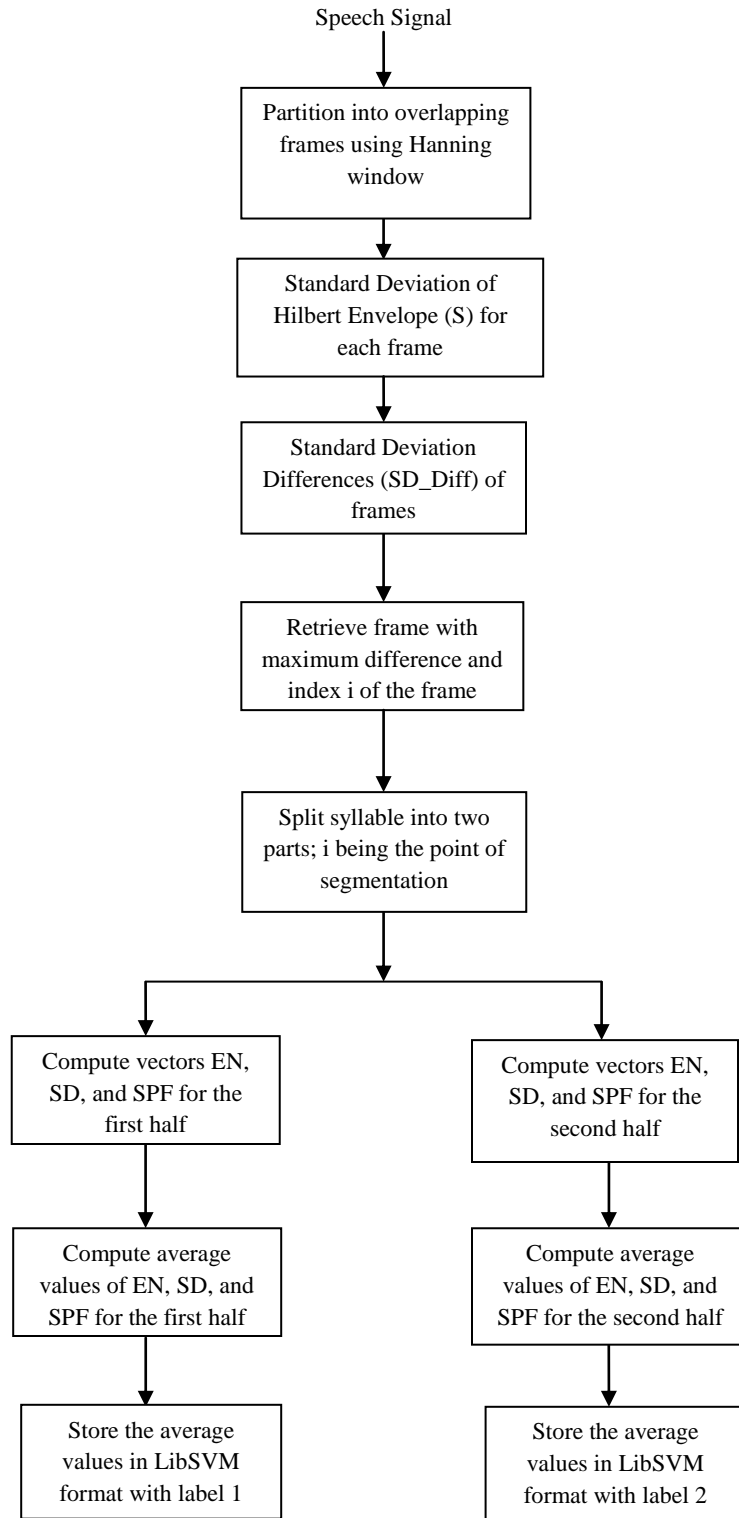 Speech Signal
Partition into overlapping
frames using Hanning
window
Standard Deviation of
Hilbert Envelope (S) for
each frame
Standard Deviation
Differences (SD_Diff) of
frames
Retrieve frame with
maximum difference and
index i of the frame
Split syllable into two
parts; i being the point of
segmentation
Compute vectors EN,
SD, and SPF for the
first half
Compute vectors EN,
SD, and SPF for the
second half
Compute average
values of EN, SD, and
SPF for the first half
Compute average
values of EN, SD, and
SPF for the second half
Store the average
values in LibSVM
format with label 1
Store the average
values in LibSVM
format with label 2